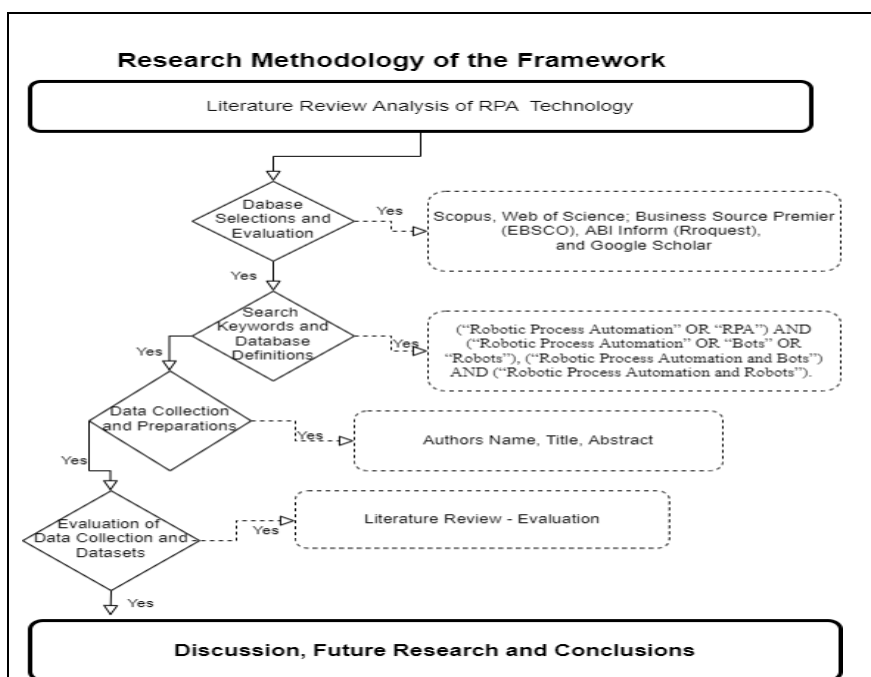 Research Methodology of the Framework
Literature Review Analysis of RPA Technology
Dabase
Selections and
Evaluation
Yes
Scopus, Web of Science; Business Source Premier
(EBSCO), ABI Inform (Rroquest),
and Google Scholar
Yes
Search
Keywords and
Database
Definitions
Yes
(“Robotic Process Automation” OR “RPA”) AND
(“Robotic Process Automation” OR “Bots” OR
“Robots”), (“Robotic Process Automation and Bots”)
AND (“Robotic Process Automation and Robots”).
Yes
Data Collection
and Preparations
Yes
Authors Name, Title, Abstract
Yes
Evaluation of
Data Collection and
Datasets
Yes
Literature Review - Evaluation
Yes
Discussion, Future Research and Conclusions